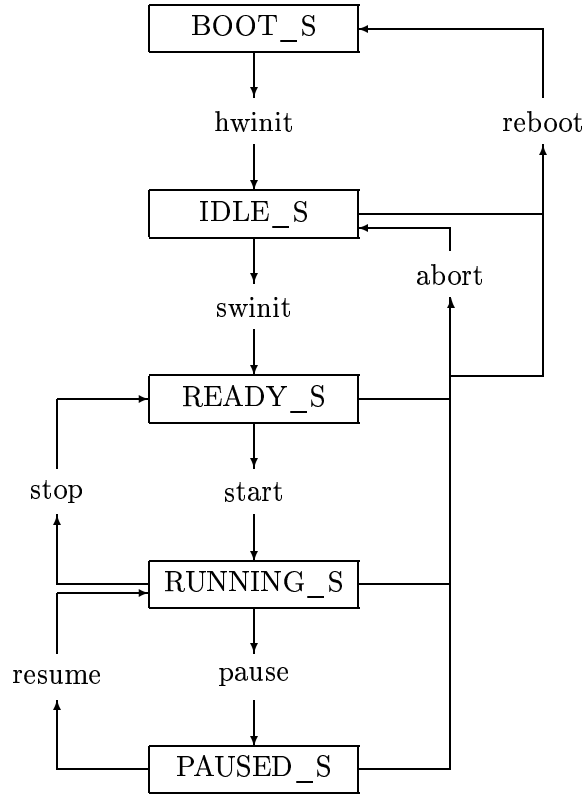 BOOT_S
hwinit
reboot
IDLE_S
abort
swinit
READY_S
stop
start
RUNNING_S
resume
pause
PAUSED_S